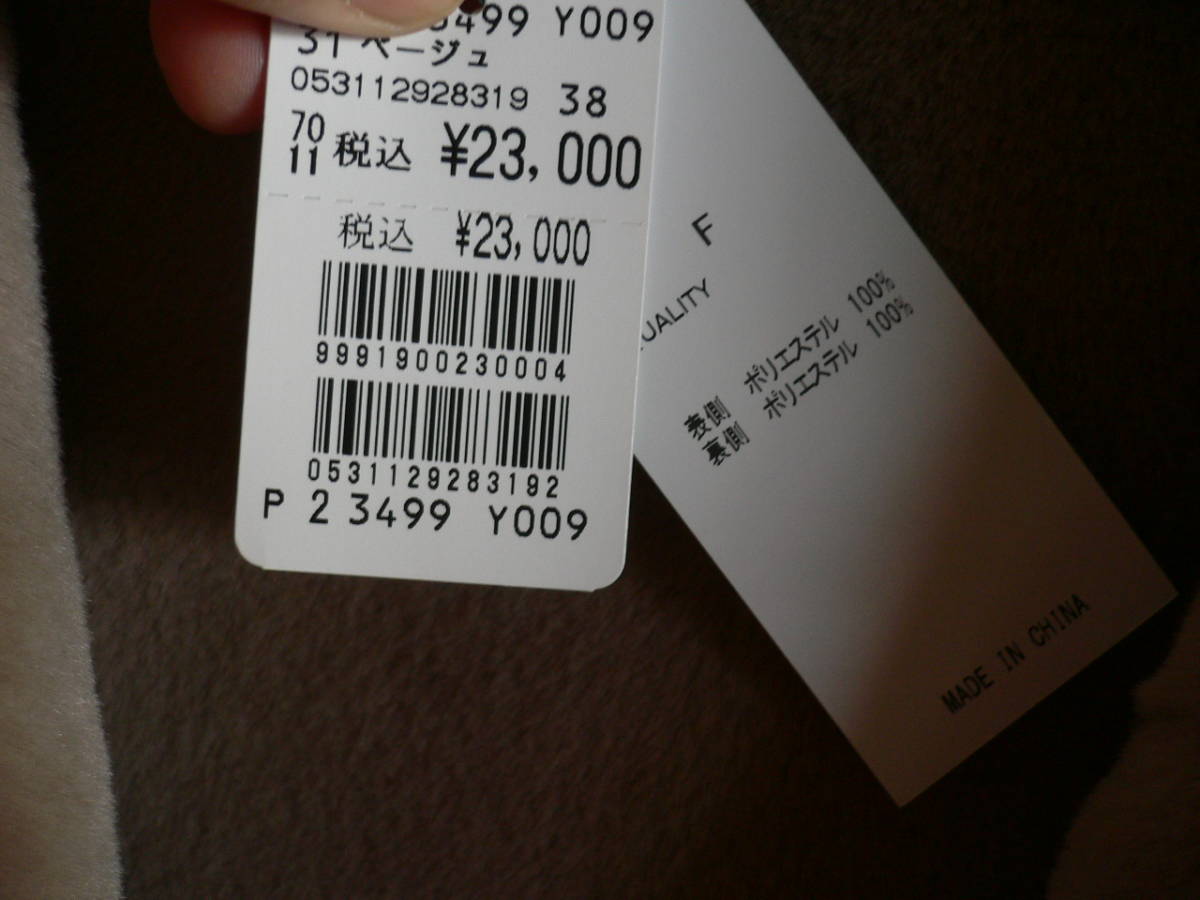 3499 Y009
31 ベージュ
053112928319 38
70
11 税込 ¥23,000
税込 ¥23,000
9991900230004
0531129283192
P 2 3499 Y009
F
UALITY
表側 ポリエステル 100%
裏側 ポリエステル 100%
MADE IN CHINA